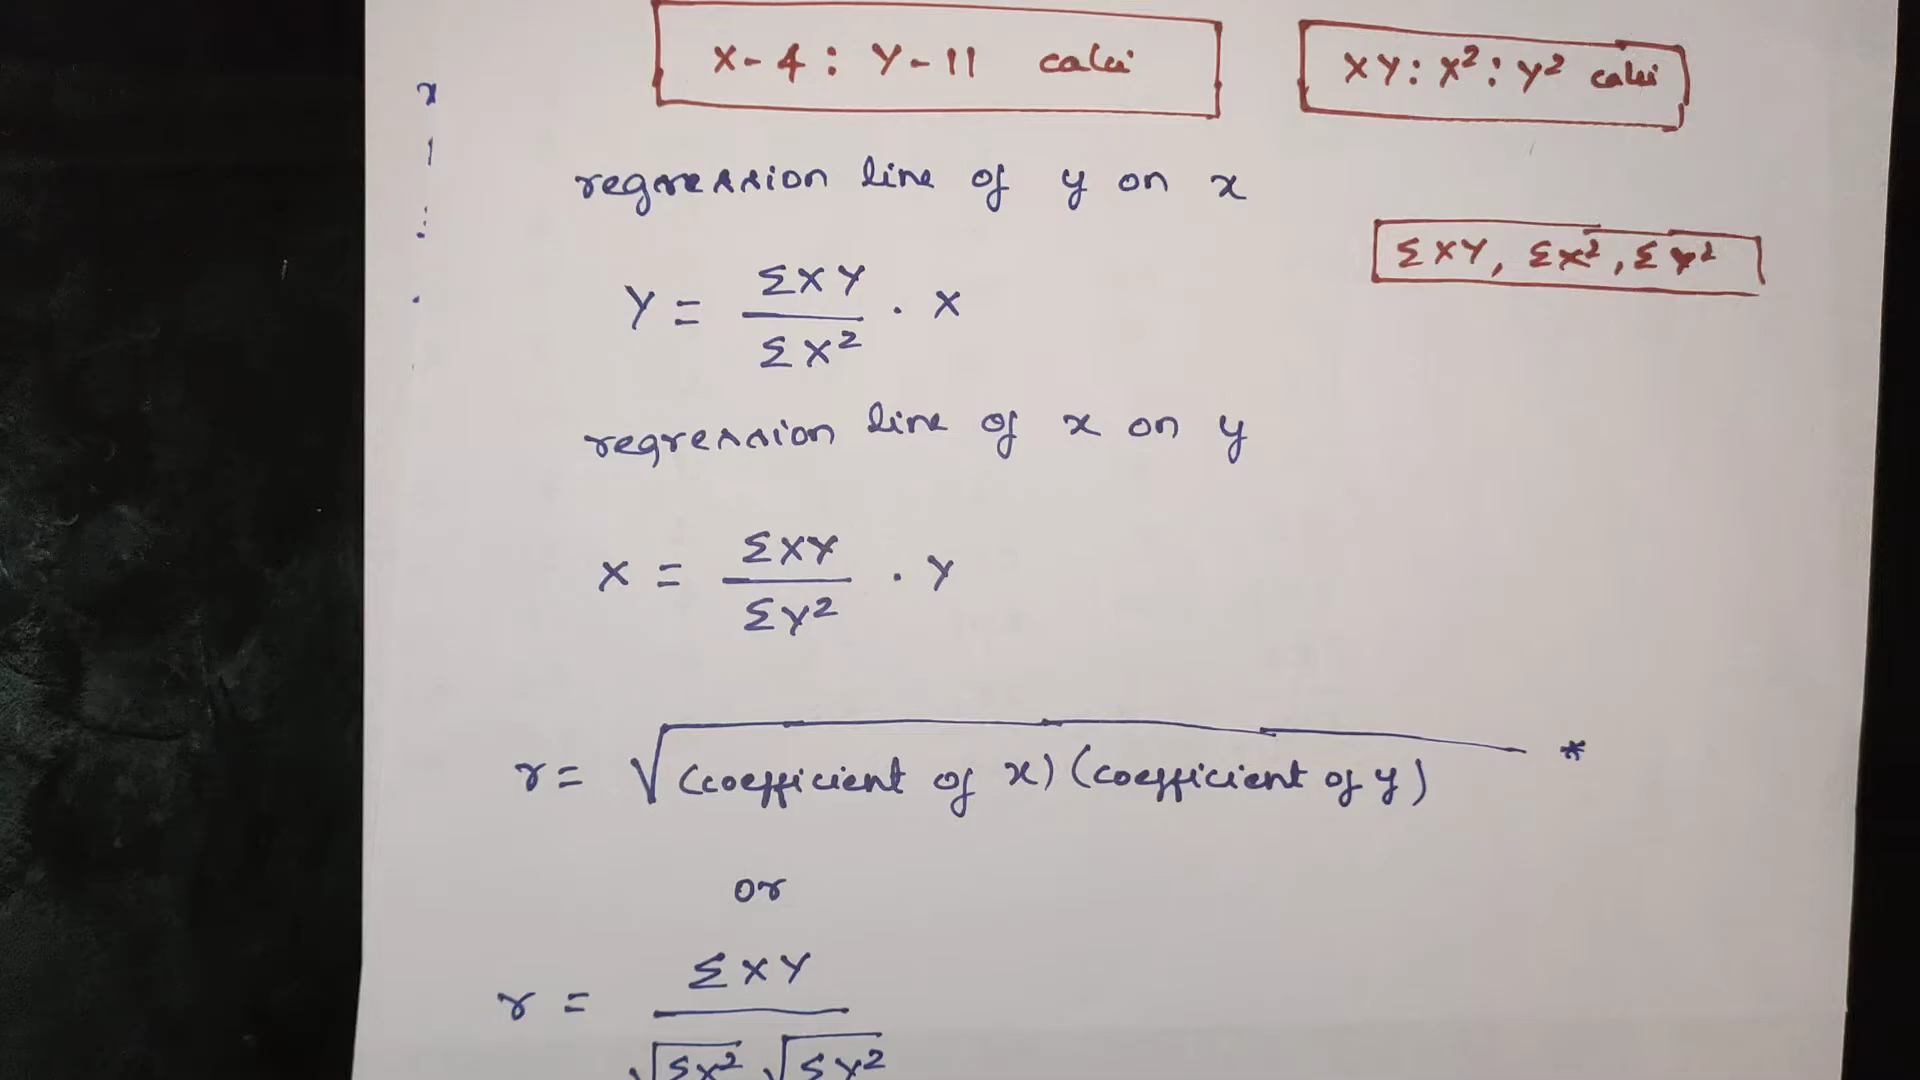 X-4 : Y-11 calci
XY : X² : Y² calci
x
1
regression line of y on x
ΣXY, ΣX², ΣY²
Y = ΣXY / ΣX² . X
regression line of x on y
X = ΣXY / ΣY² . Y
r = √(coefficient of x)(coefficient of y) *
or
r = ΣXY / √ΣX² √ΣY²